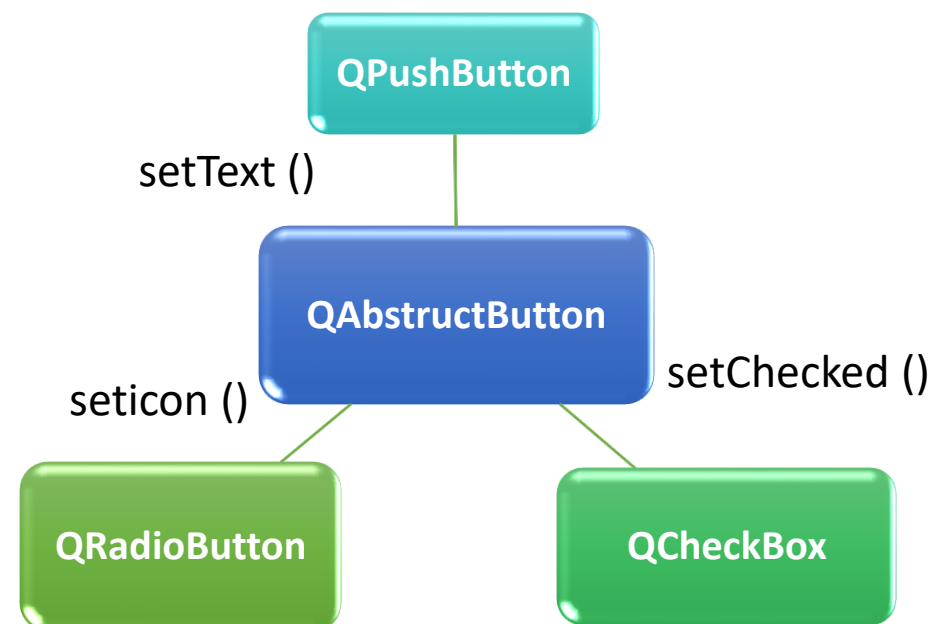 QPushButton
setText ()
QAbstructButton
setChecked ()
seticon ()
QRadioButton
QCheckBox